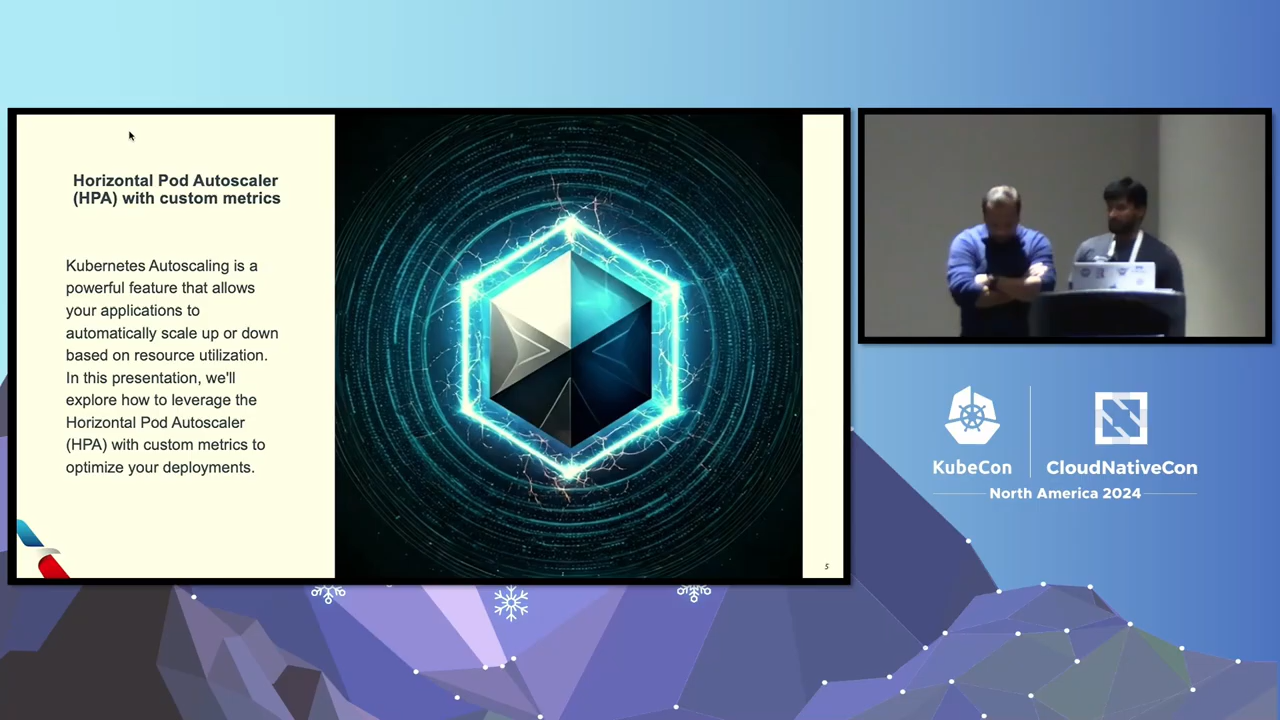 Horizontal Pod Autoscaler
(HPA) with custom metrics
Kubernetes Autoscaling is a
powerful feature that allows
your applications to
automatically scale up or down
based on resource utilization.
In this presentation, we'll
explore how to leverage the
Horizontal Pod Autoscaler
(HPA) with custom metrics to
optimize your deployments.
5
KubeCon
CloudNativeCon
North America 2024